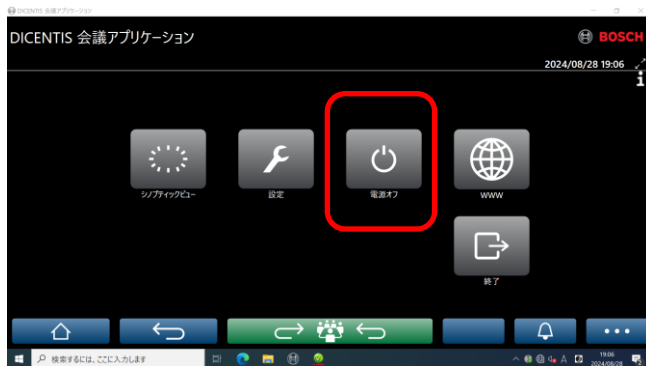 DICENTIS 会議アプリケーション
DICENTIS 会議アプリケーション
BOSCH
2024/08/28 19:06
シノプティックビュー
設定
電源オフ
WWW
終了
検索するには、ここに入力します
A
19:06
2024/08/28